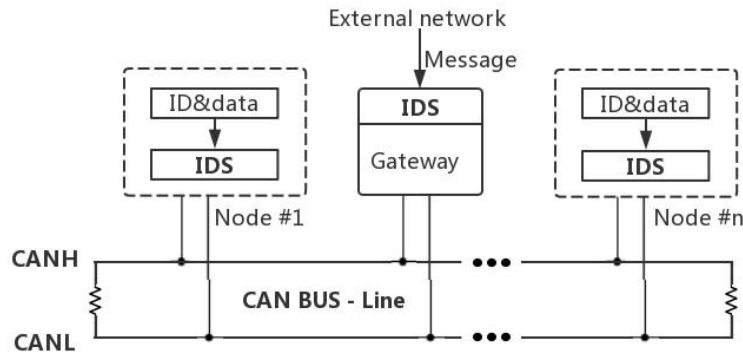 External network
Message
ID&data
IDS
Node #1
IDS
Gateway
ID&data
IDS
Node #n
CANH
CAN BUS - Line
CANL